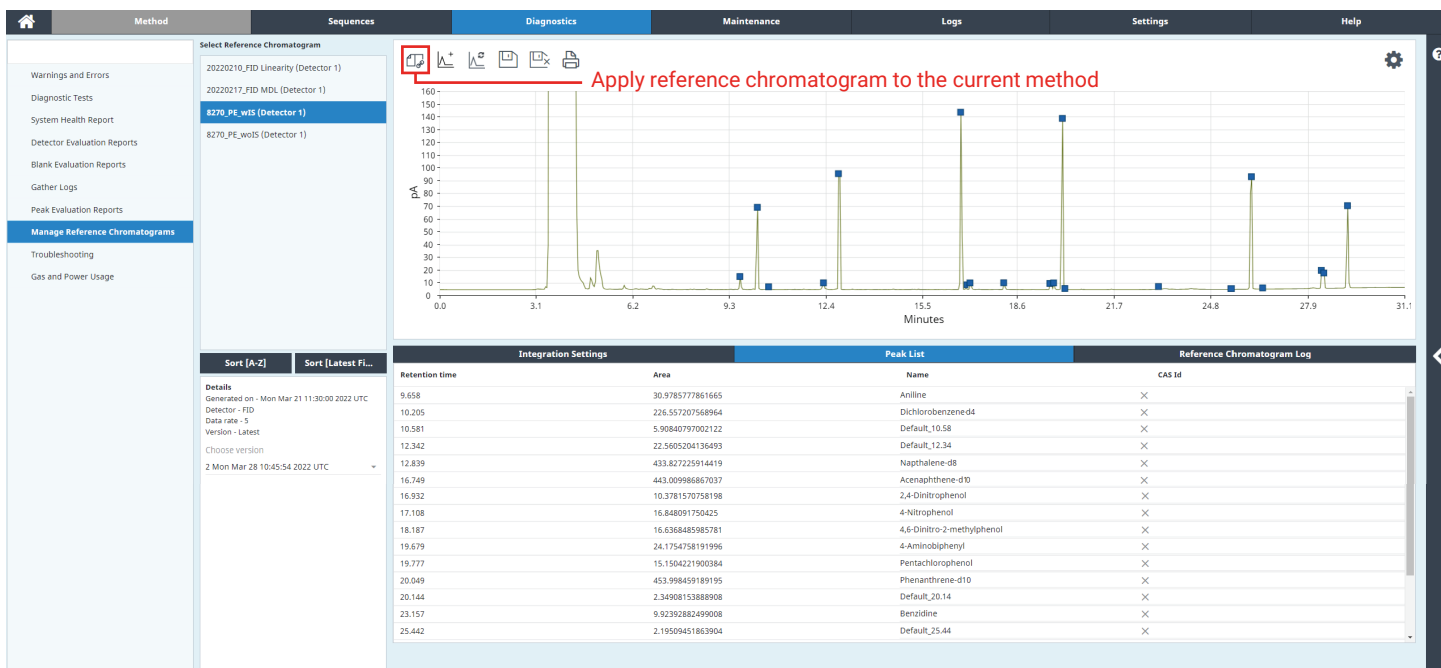 Method Sequences Diagnostics Maintenance Logs Settings Help
Warnings and Errors
Diagnostic Tests
System Health Report
Detector Evaluation Reports
Blank Evaluation Reports
Gather Logs
Peak Evaluation Reports
Manage Reference Chromatograms
Troubleshooting
Gas and Power Usage
Select Reference Chromatogram
20220210_FID Linearity (Detector 1)
20220217_FID MDL (Detector 1)
8270_PE_wIS (Detector 1)
8270_PE_woIS (Detector 1)
Sort [A-Z] Sort [Latest Fi...
Details
Generated on - Mon Mar 21 11:30:00 2022 UTC
Detector - FID
Data rate - 5
Version - Latest
Choose version
2 Mon Mar 28 10:45:54 2022 UTC
Apply reference chromatogram to the current method
160
150
140
130
120
110
100
90
80
70
60
50
40
30
20
10
0
pA
0.0 3.1 6.2 9.3 12.4 15.5 18.6 21.7 24.8 27.9 31.1
Minutes
Integration Settings Peak List Reference Chromatogram Log
Retention time Area Name CAS Id
9.658 30.9785777861665 Aniline
10.205 226.557207568964 Dichlorobenzened4
10.581 5.90840797002122 Default_10.58
12.342 22.5605204136493 Default_12.34
12.839 433.827225914419 Napthalene-d8
16.749 443.009986867037 Acenaphthene-d10
16.932 10.3781570758198 2,4-Dinitrophenol
17.108 16.848091750425 4-Nitrophenol
18.187 16.6368485985781 4,6-Dinitro-2-methylphenol
19.679 24.1754758191996 4-Aminobiphenyl
19.777 15.1504221900384 Pentachlorophenol
20.049 453.998459189195 Phenanthrene-d10
20.144 2.34908153888908 Default_20.14
23.157 9.92392882499008 Benzidine
25.442 2.19509451863904 Default_25.44